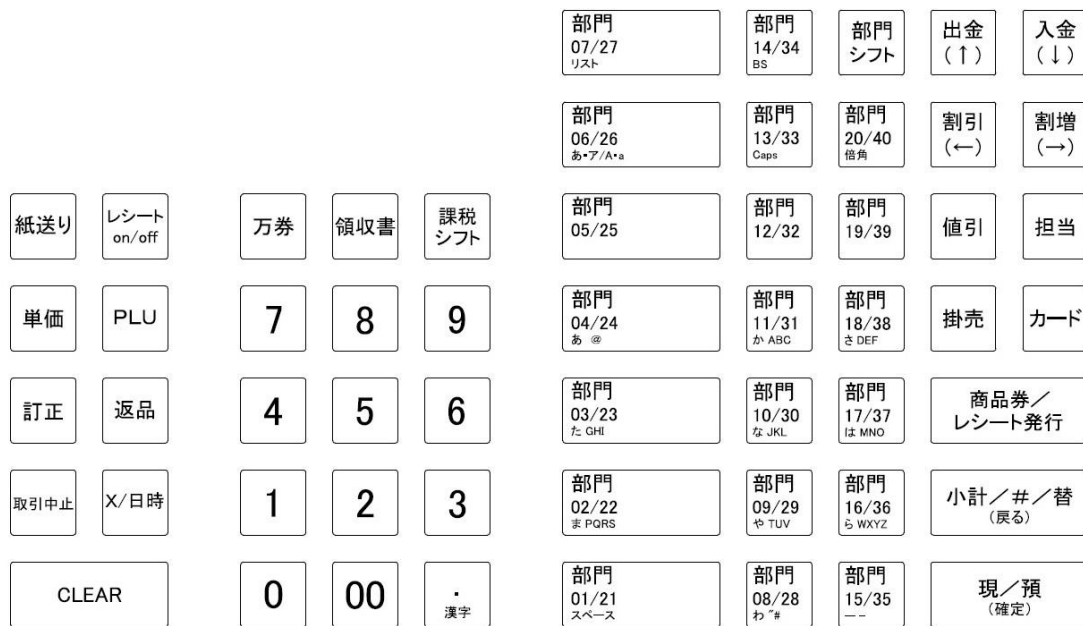 部門
07/27
リスト
部門
14/34
BS
部門
シフト
出金
(↑)
入金
(↓)
部門
06/26
あ・ア/A・a
部門
13/33
Caps
部門
20/40
倍角
割引
(←)
割増
(→)
紙送り
レシート
on/off
万券
領収書
課税
シフト
部門
05/25
部門
12/32
部門
19/39
値引
担当
単価
PLU
7
8
9
部門
04/24
あ @
部門
11/31
か ABC
部門
18/38
さ DEF
掛売
カード
訂正
返品
4
5
6
部門
03/23
た GHI
部門
10/30
な JKL
部門
17/37
は MNO
商品券/
レシート発行
取引中止
X/日時
1
2
3
部門
02/22
ま PQRS
部門
09/29
や TUV
部門
16/36
ら WXYZ
小計/#/替
(戻る)
CLEAR
0
00
・
漢字
部門
01/21
スペース
部門
08/28
わ ゛#
部門
15/35
ー -
現/預
(確定)